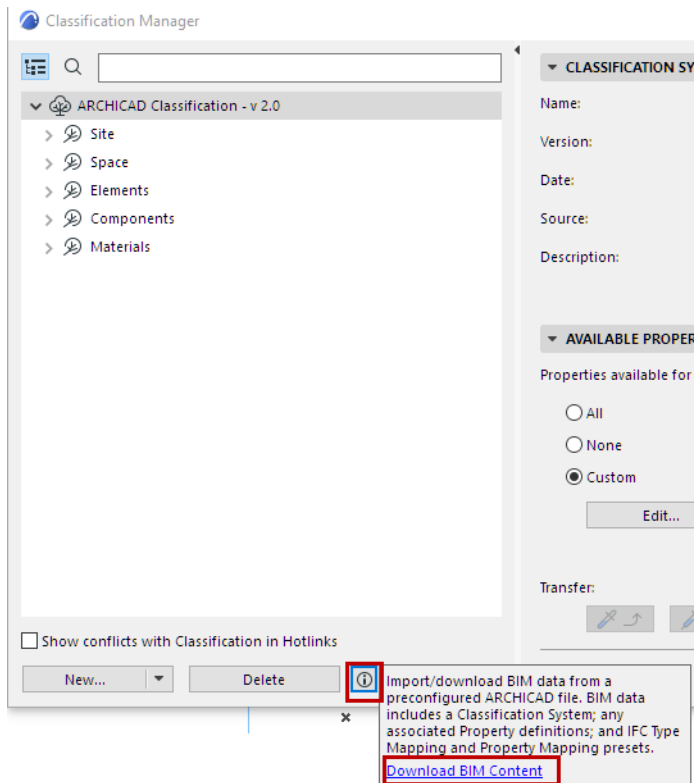 Classification Manager
ARCHICAD Classification - v 2.0
Site
Space
Elements
Components
Materials
CLASSIFICATION SY
Name:
Version:
Date:
Source:
Description:
AVAILABLE PROPER
Properties available for
All
None
Custom
Edit...
Transfer:
Show conflicts with Classification in Hotlinks
New...
Delete
Import/download BIM data from a
preconfigured ARCHICAD file. BIM data
includes a Classification System; any
associated Property definitions; and IFC Type
Mapping and Property Mapping presets.
Download BIM Content